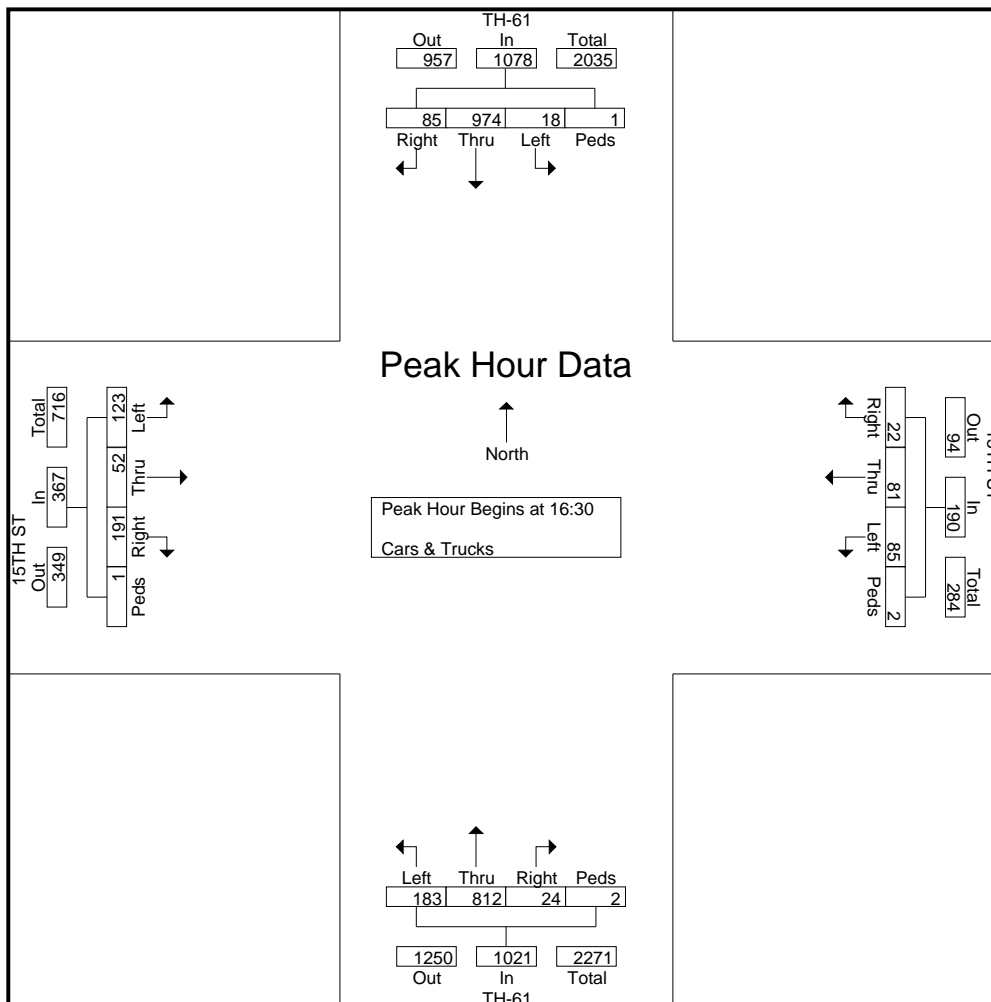 TH-61
Out In Total
957 1078 2035
85 974 18 1
Right Thru Left Peds
Peak Hour Data
North
Peak Hour Begins at 16:30
Cars & Trucks
15TH ST
Total In Out
716 367 349
123 52 191 1
Left Thru Right Peds
Out In Total
94 190 284
Right Thru Left Peds
22 81 85 2
Left Thru Right Peds
183 812 24 2
1250 1021 2271
Out In Total
TH-61